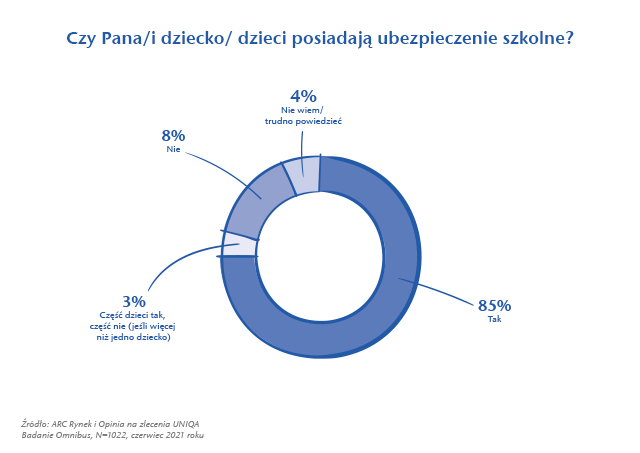 Czy Pana/i dziecko/ dzieci posiadają ubezpieczenie szkolne?
4%
Nie wiem/
trudno powiedzieć
8%
Nie
3%
Część dzieci tak,
część nie (jeśli więcej
niż jedno dziecko)
85%
Tak
Źródło: ARC Rynek i Opinia na zlecenia UNIQA
Badanie Omnibus, N=1022, czerwiec 2021 roku